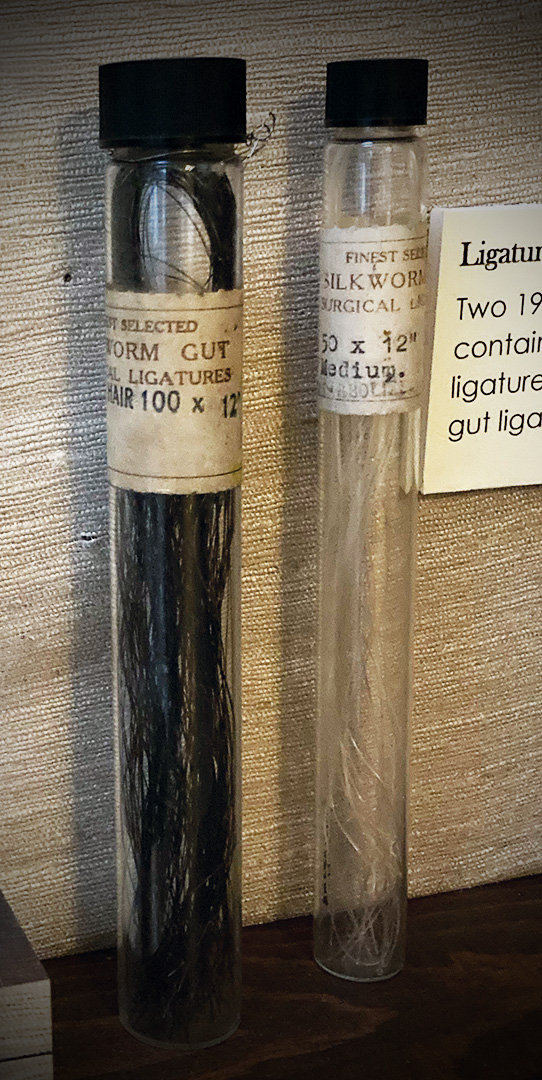 T SELECTED
WORM GUT
AL LIGATURES
HAIR 100 x 12"
FINEST SELE
SILKWORM
SURGICAL L
50 x 12"
Medium.
Ligatur
Two 19
contain
ligature
gut liga